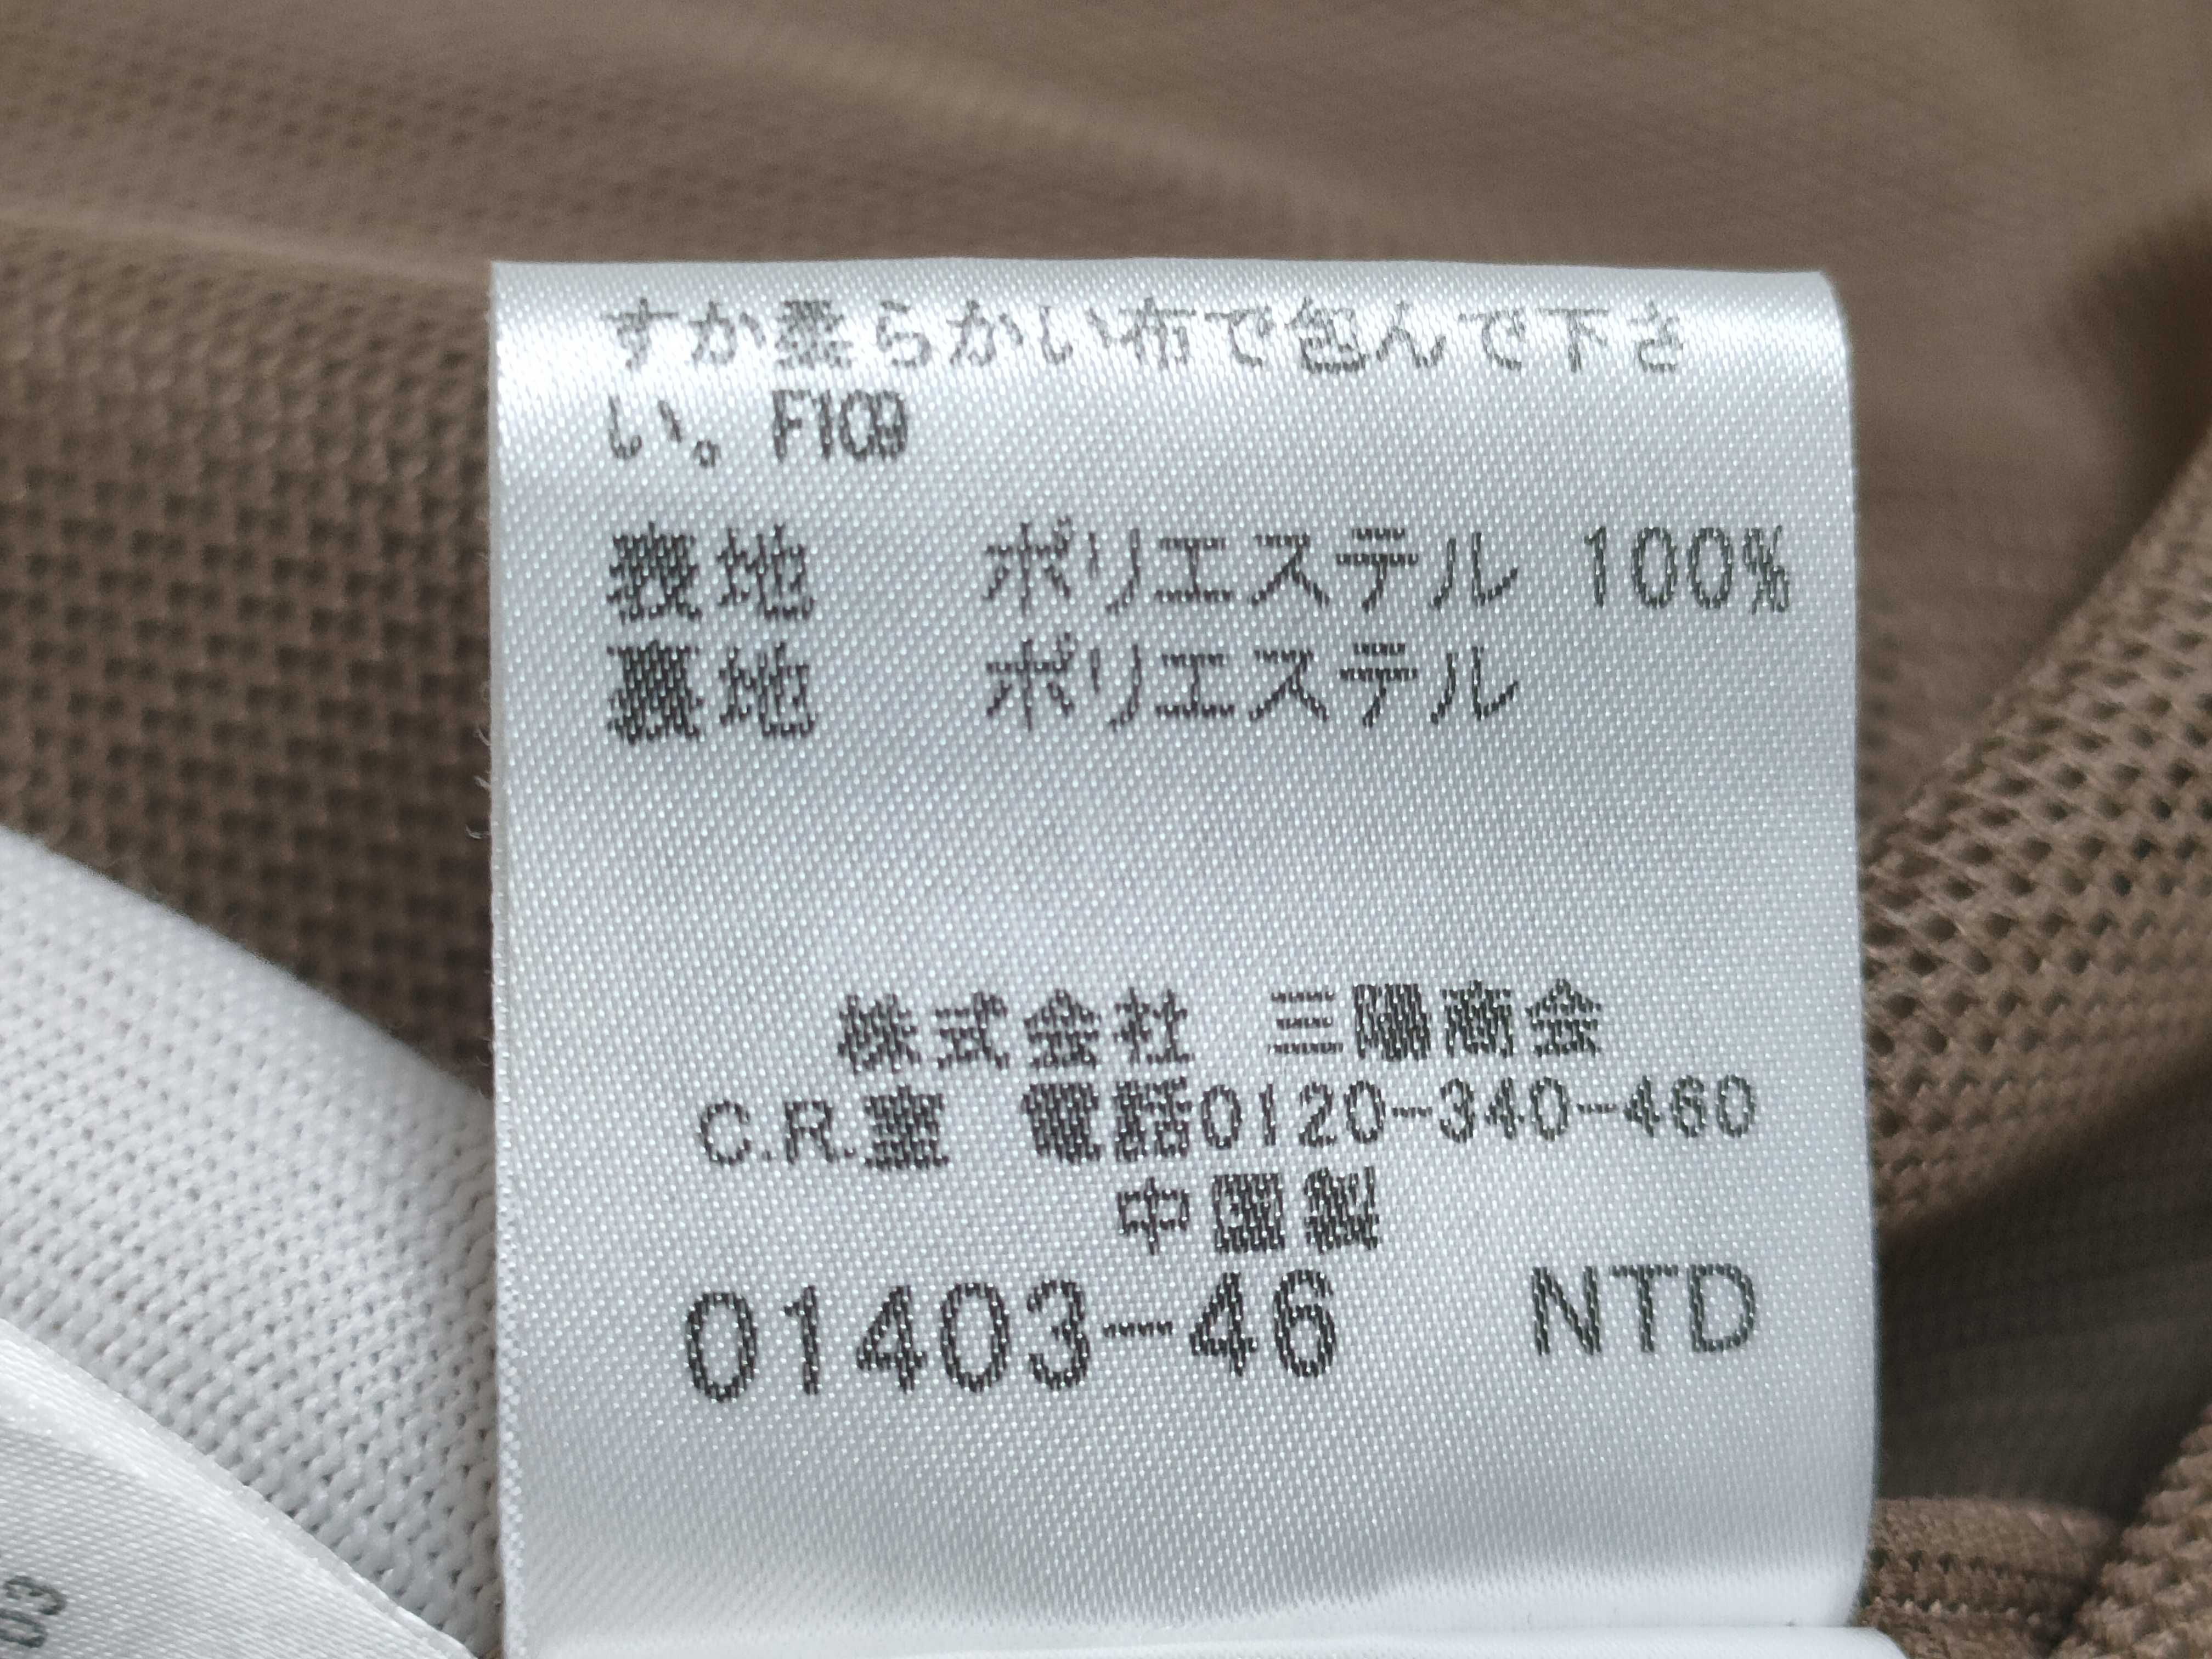 すか柔らかい布で包んで下さ
い。F109
表地 ポリエステル 100%
裏地 ポリエステル
株式会社 三陽商会
C.R.室 電話0120-340-460
中国製
01403-46 NTD
03